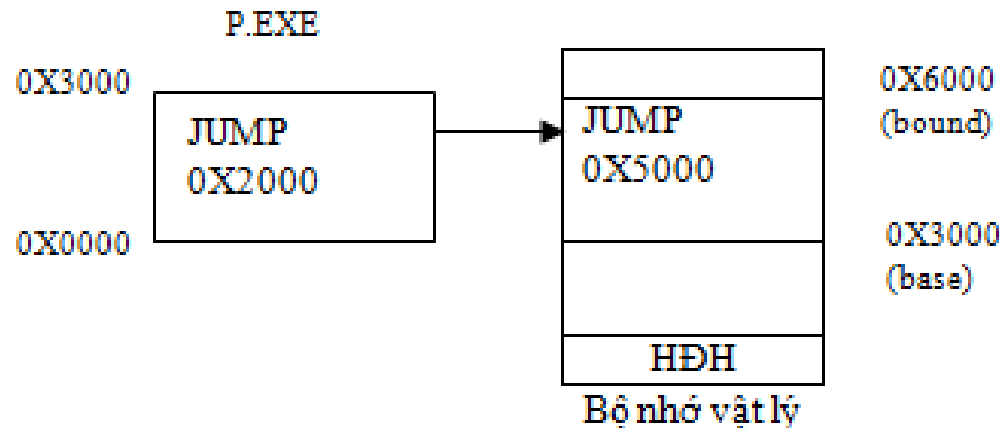 P.EXE
0X3000
JUMP
0X2000
0X0000
JUMP
0X5000
0X6000
(bound)
0X3000
(base)
HĐH
Bộ nhớ vật lý